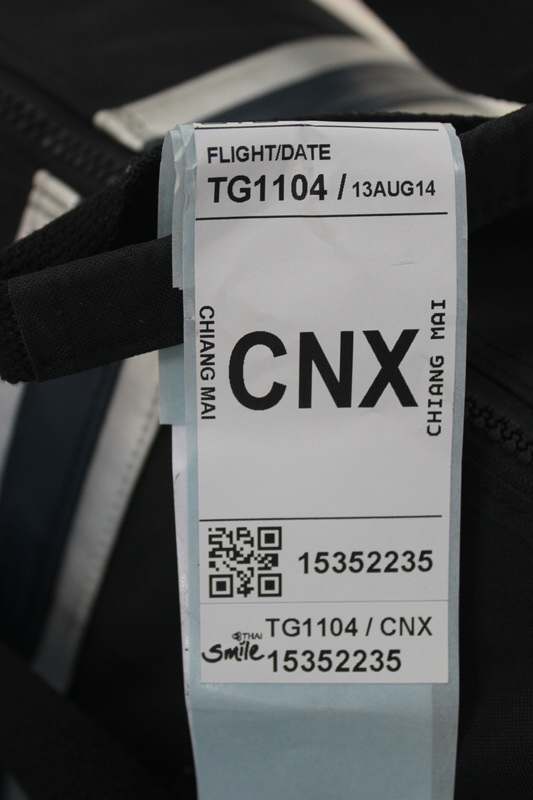 FLIGHT/DATE
TG1104 / 13AUG14
CHIANG MAI
CNX
CHIANG MAI
15352235
TG1104 / CNX
THAI
smile
15352235